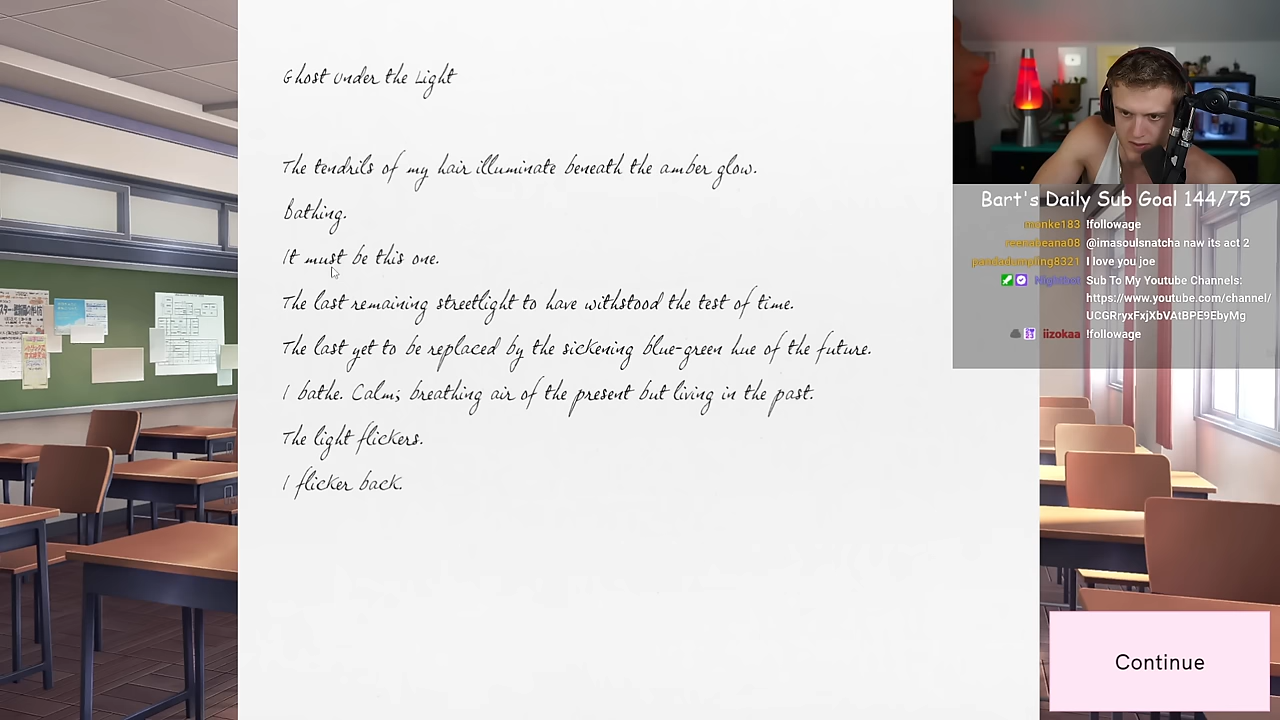 Ghost Under the Light
The tendrils of my hair illuminate beneath the amber glow.
Bathing.
It must be this one.
The last remaining streetlight to have withstood the test of time.
The last yet to be replaced by the sickening blue-green hue of the future.
I bathe. Calm; breathing air of the present but living in the past.
The light flickers.
I flicker back.
Bart's Daily Sub Goal 144/75
monke183 !followage
reenabeana08 @imasoulsnatcha naw its act 2
pandadumpling8321 I love you joe
Nightbot Sub To My Youtube Channels:
https://www.youtube.com/channel/
UCGRryxFxjXbVAtBPE9EbyMg
iizokaa !followage
Continue